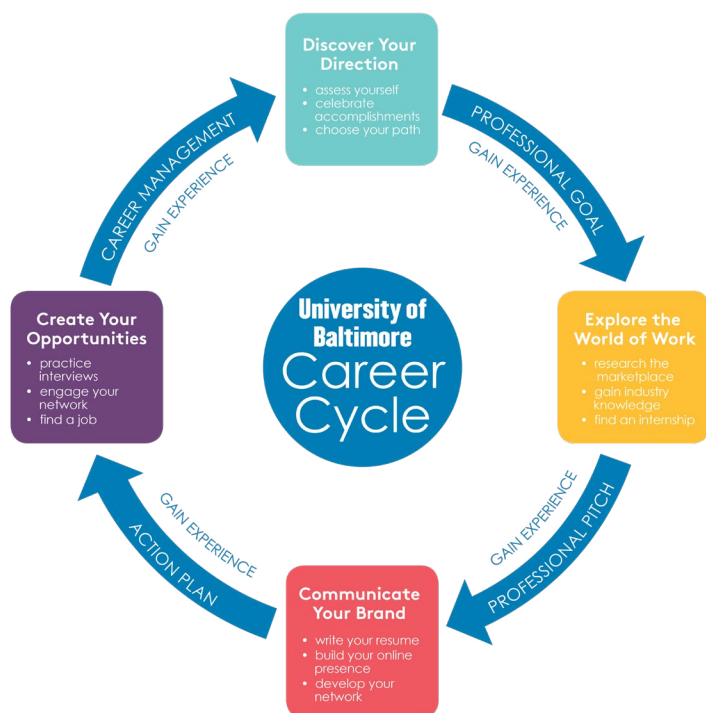 Discover Your
Direction
• assess yourself
• celebrate
accomplishments
• choose your path
PROFESSIONAL GOAL
GAIN EXPERIENCE
Explore the
World of Work
• research the
marketplace
• gain industry
knowledge
• find an internship
PROFESSIONAL PITCH
GAIN EXPERIENCE
Communicate
Your Brand
• write your resume
• build your online
presence
• develop your
network
ACTION PLAN
GAIN EXPERIENCE
Create Your
Opportunities
• practice
interviews
• engage your
network
• find a job
CAREER MANAGEMENT
GAIN EXPERIENCE
University of
Baltimore
Career
Cycle